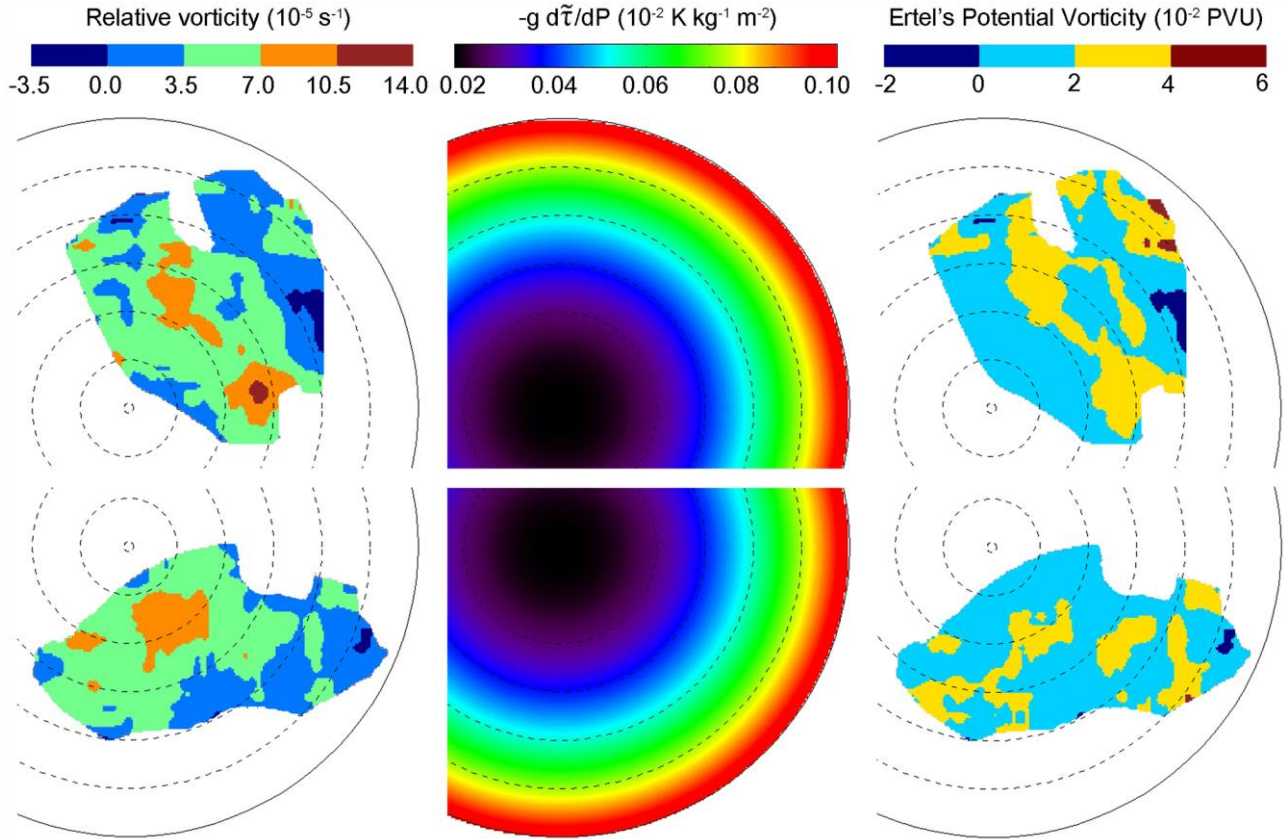 Relative vorticity (10⁻⁵ s⁻¹)
-3.5 0.0 3.5 7.0 10.5 14.0
-g dτ̃/dP (10⁻² K kg⁻¹ m⁻²)
0.02 0.04 0.06 0.08 0.10
Ertel's Potential Vorticity (10⁻² PVU)
-2 0 2 4 6